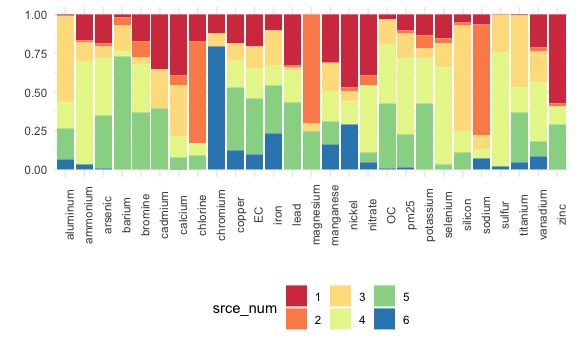 1.00
0.75
0.50
0.25
0.00
aluminum
ammonium
arsenic
barium
bromine
cadmium
calcium
chlorine
chromium
copper
EC
iron
lead
magnesium
manganese
nickel
nitrate
OC
pm25
potassium
selenium
silicon
sodium
sulfur
titanium
vanadium
zinc
srce_num
1 3 5
2 4 6